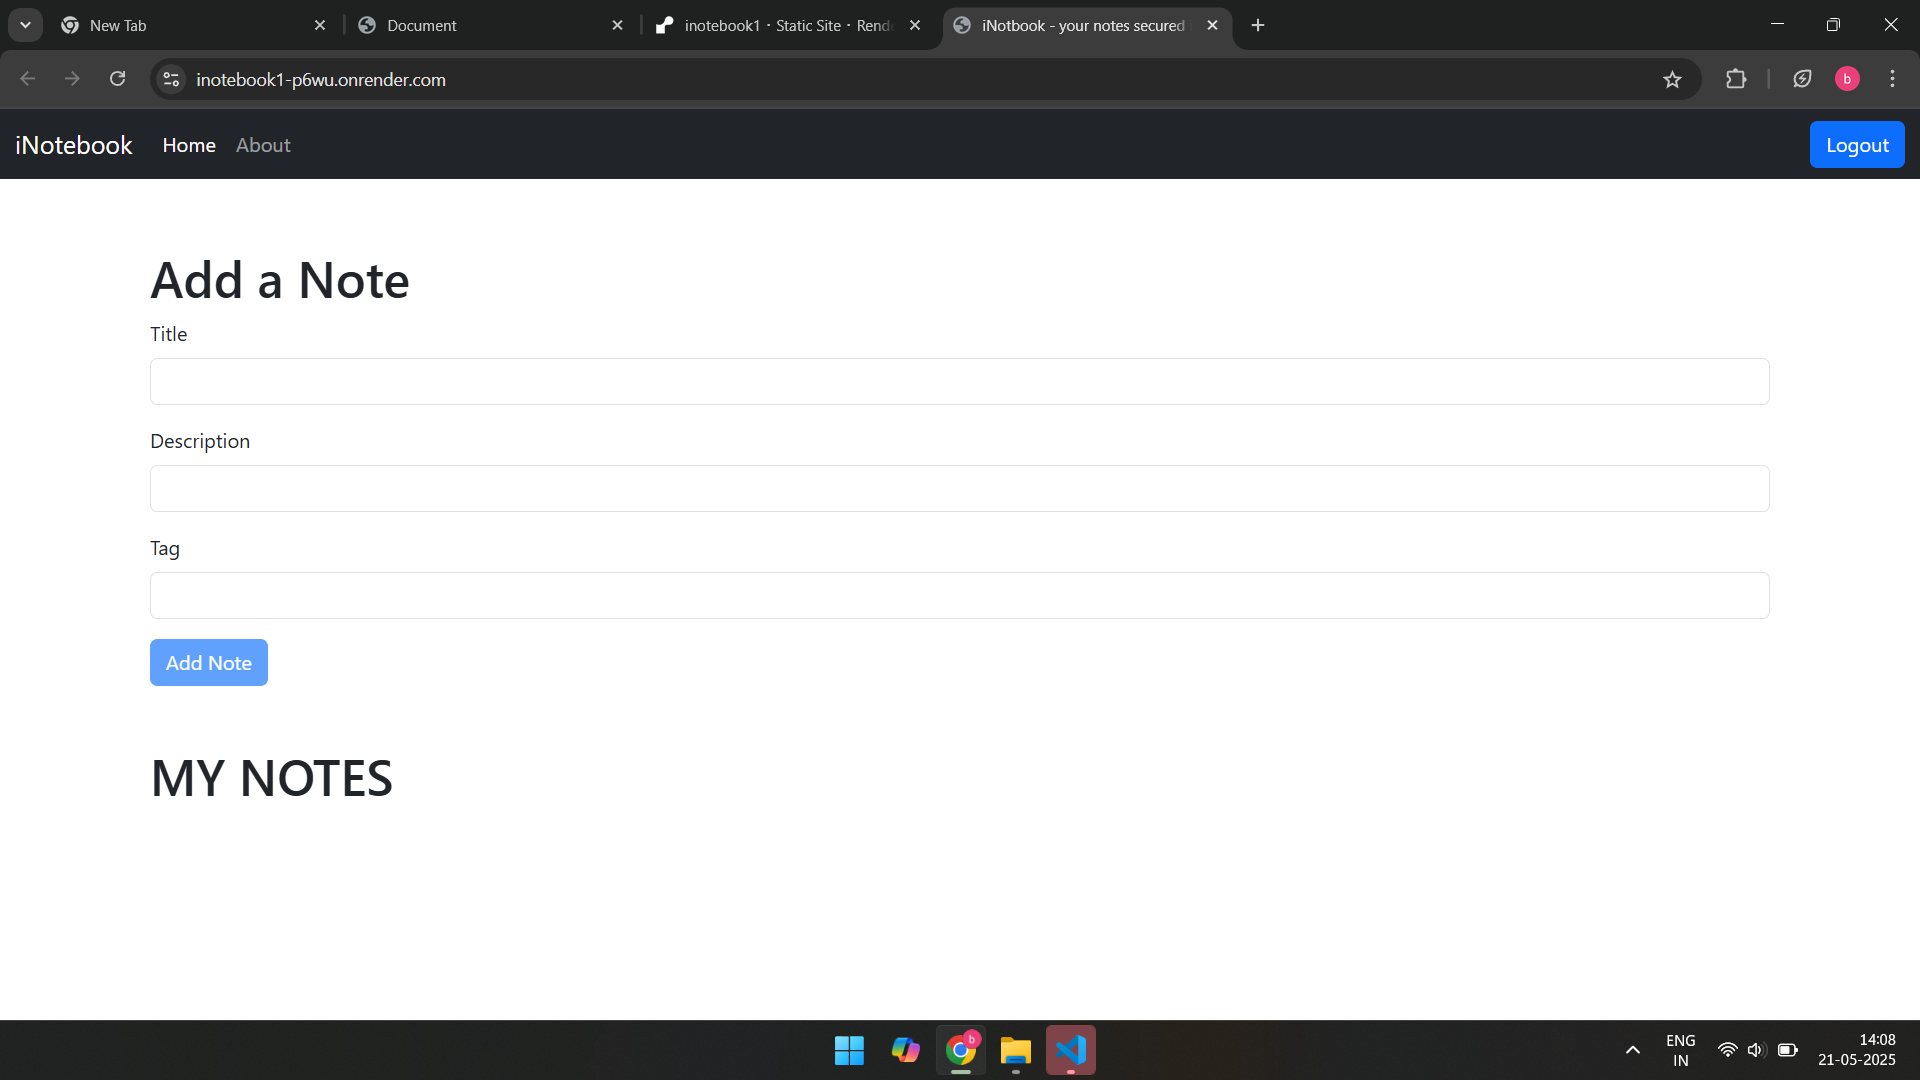 New Tab
Document
inotebook1 · Static Site · Rend
iNotbook - your notes secured
inotebook1-p6wu.onrender.com
b
iNotebook Home About Logout
Add a Note
Title
Description
Tag
Add Note
MY NOTES
b
ENG
IN
14:08
21-05-2025